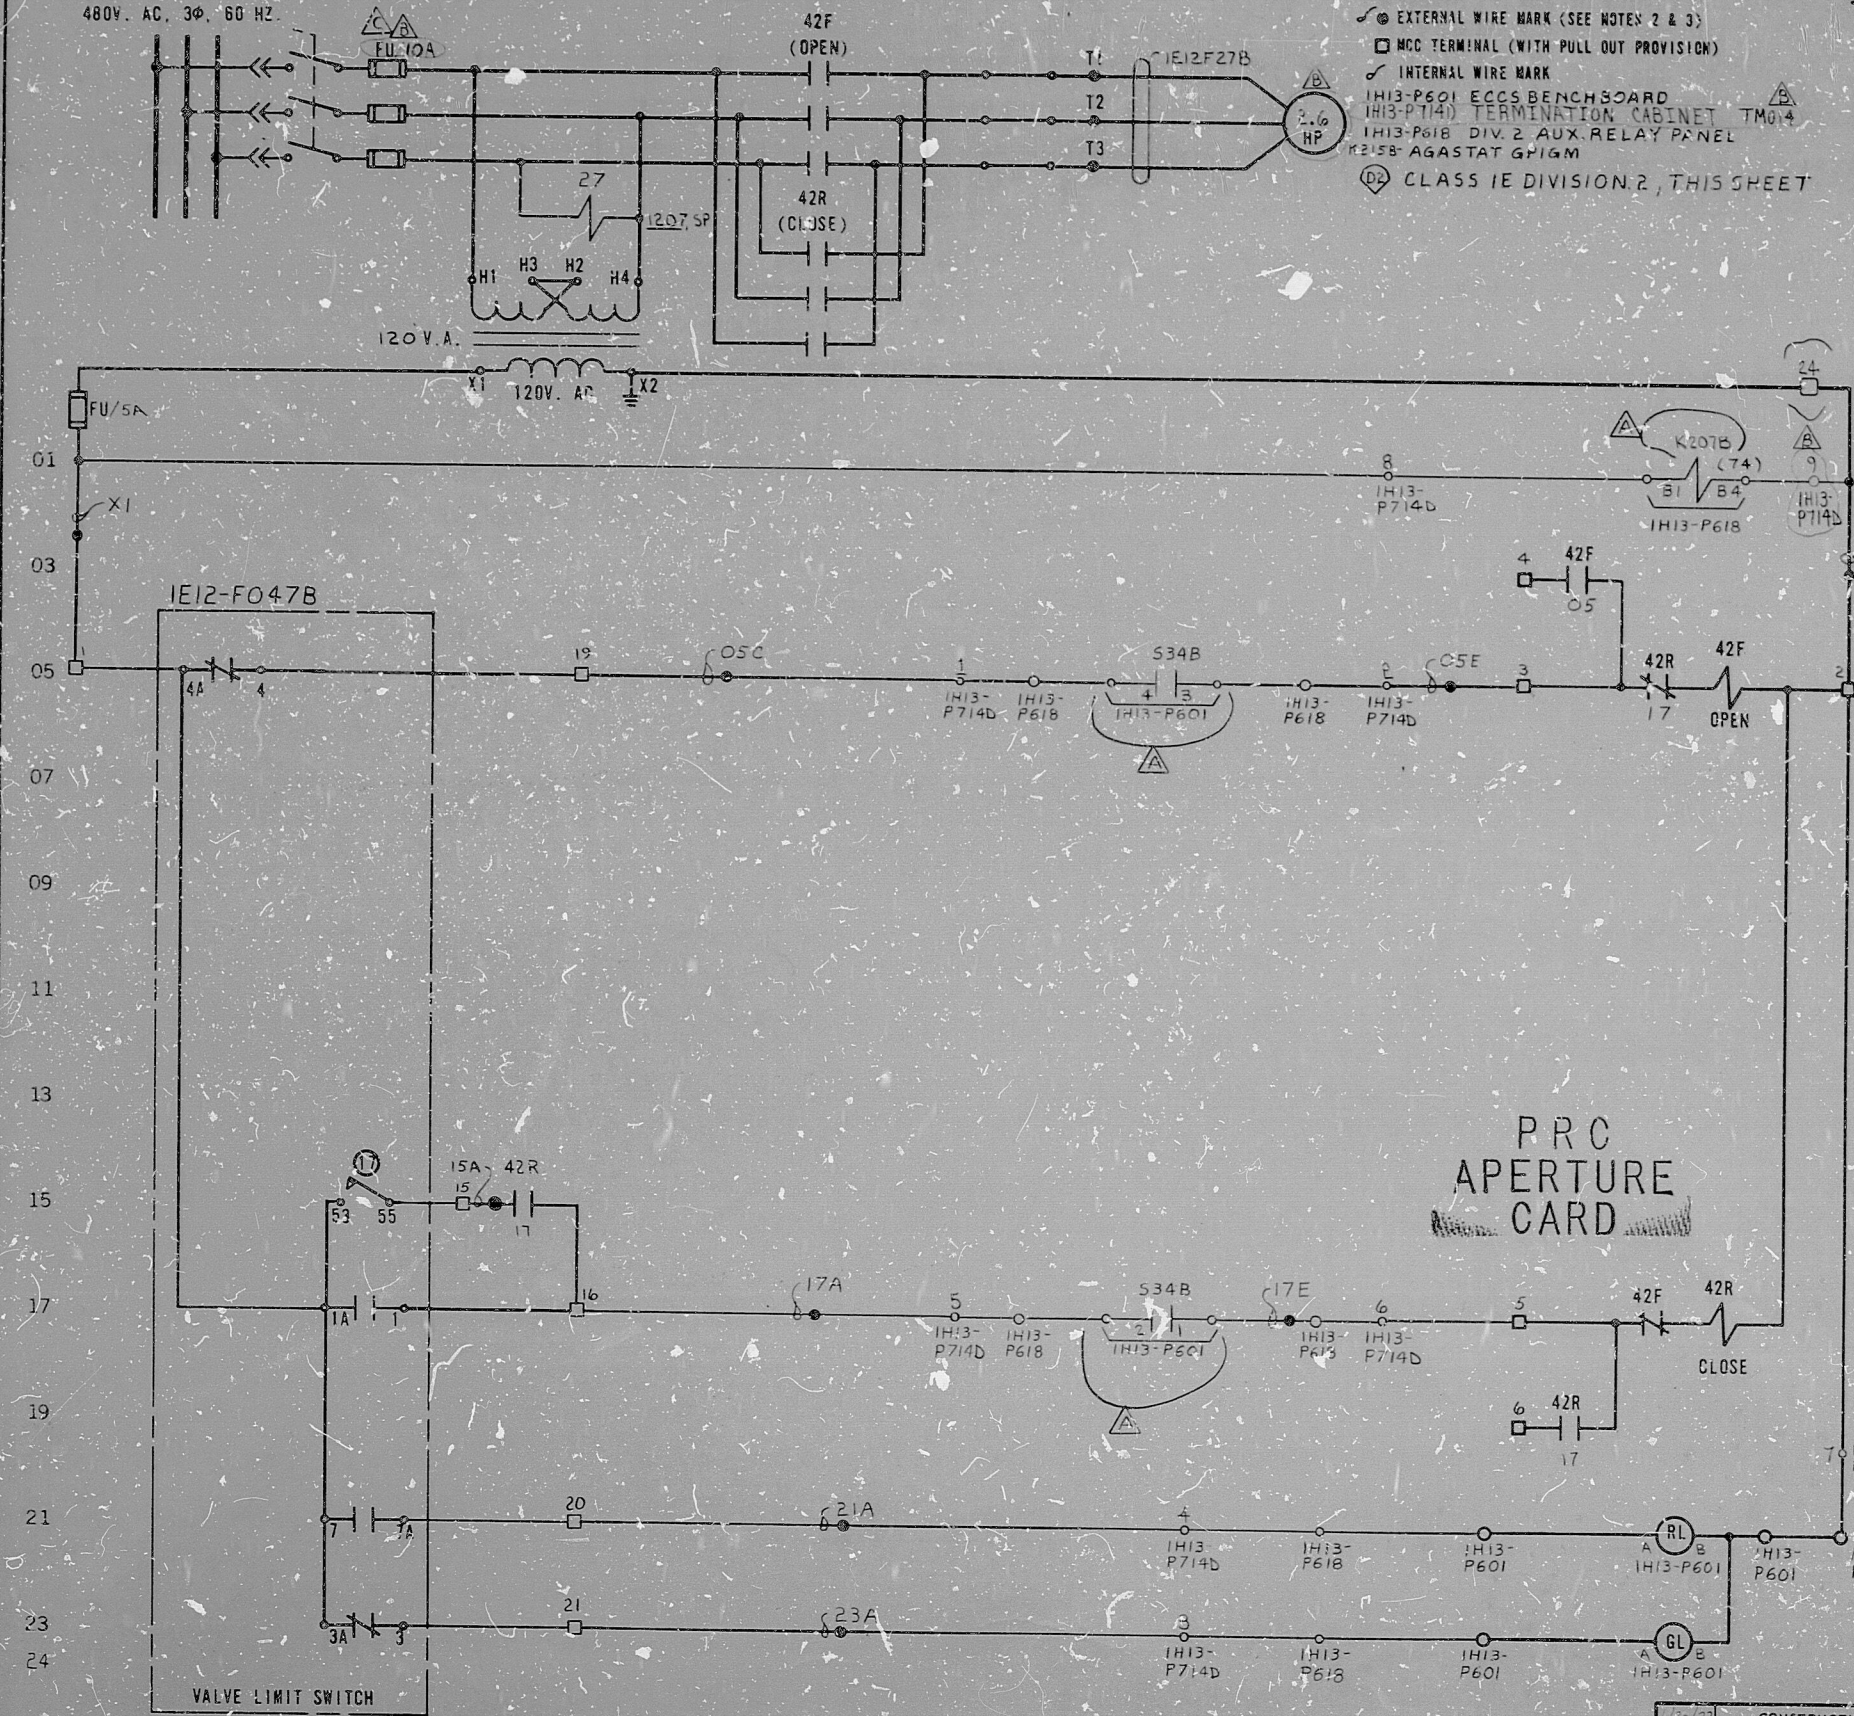 480V. AC, 3Φ, 60 HZ.
C
B
FU/10A
42F
(OPEN)
T1
T2
T3
1E12F27B
B
HP
EXTERNAL WIRE MARK (SEE NOTES 2 & 3)
MCC TERMINAL (WITH PULL OUT PROVISION)
INTERNAL WIRE MARK
1H13-P601 ECCS BENCHBOARD
B
1H13-P714D TERMINATION CABINET TM014
1H13-P618 DIV. 2 AUX. RELAY PANEL
AGASTAT
D2 CLASS 1E DIVISION 2, THIS SHEET
27
1207, SP
42R
(CLOSE)
H1
H3
H2
H4
120 V.A.
X1
120V. AC
X2
24
FU/5A
A
K207B
B
01
8
1H13-
P714D
(74)
B1
B4
1H13-P618
9
1H13-
P714D
X1
03
4
42F
05
1E12-F047B
05
1
4A
4
19
05C
1
1H13-
P714D
1H13-
P618
S34B
4
3
1H13-P601
A
1H13-
P618
2
1H13-
P714D
05E
3
42R
17
42F
OPEN
2
07
09
11
13
PRC
APERTURE
CARD
15
17
53
55
15A
15
42R
17
17
1A
1
16
17A
5
1H13-
P714D
1H13-
P618
S34B
2
1
1H13-P601
A
17E
1H13-
P618
6
1H13-
P714D
5
42F
42R
CLOSE
19
6
42R
17
7
21
7
7A
20
21A
4
1H13
P714D
1H13-
P618
1H13-
P601
RL
A
B
1H13-P601
1H13-
P601
23
3A
3
21
23A
3
1H13-
P714D
1H13-
P618
1H13-
P601
GL
A
B
1H13-P601
24
VALVE LIMIT SWITCH